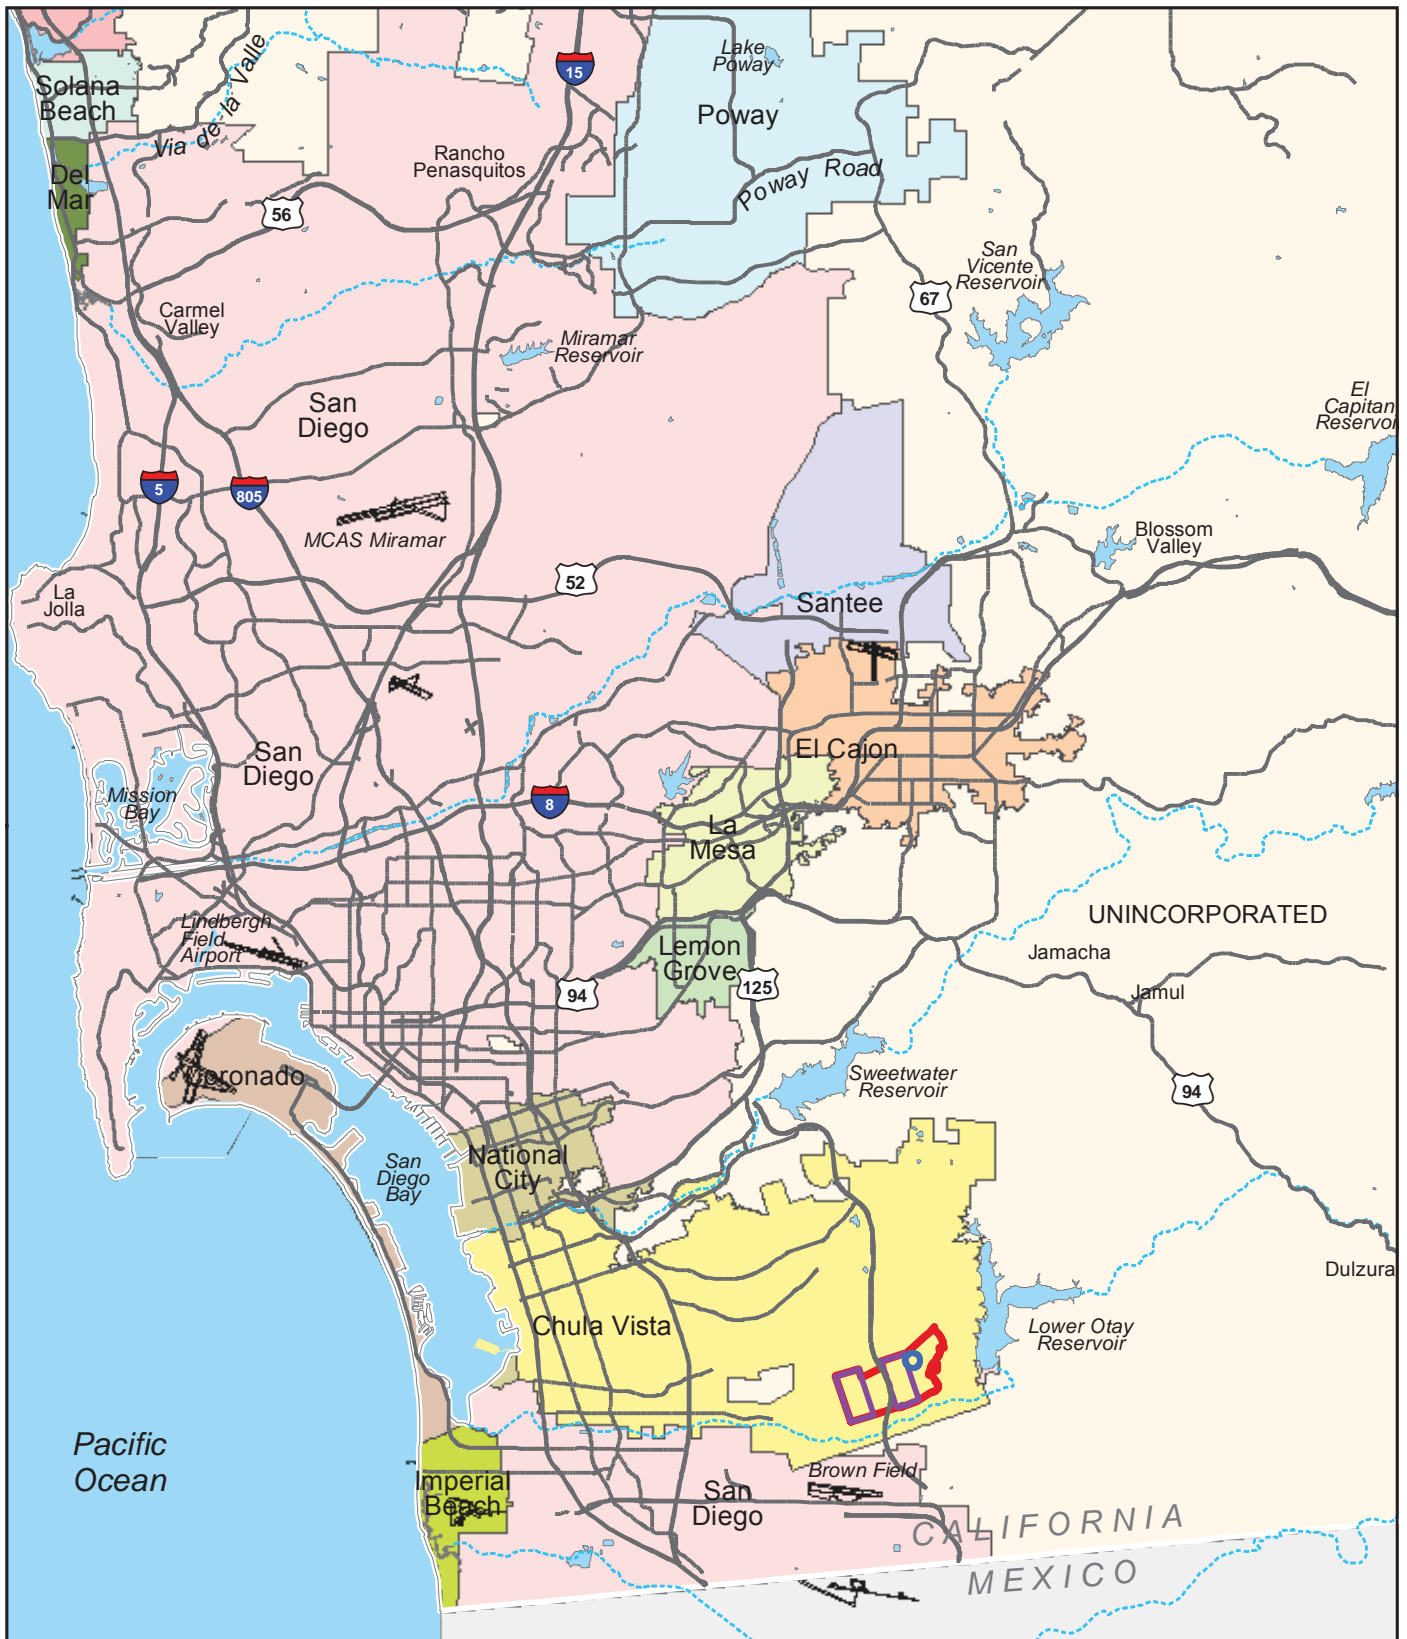 15
Lake
Poway
Solana
Beach
Via de la Valle
Poway
Rancho
Penasquitos
Del
Mar
Poway Road
56
San
Vicente
Reservoir
67
Carmel
Valley
Miramar
Reservoir
San
Diego
El
Capitan
Reservoi
5
805
MCAS Miramar
Blossom
Valley
52
La
Jolla
Santee
San
Diego
El Cajon
Mission
Bay
8
La
Mesa
Lindbergh
Field
Airport
UNINCORPORATED
Lemon
Grove
Jamacha
94
125
Jamul
Coronado
Sweetwater
Reservoir
94
National
City
San
Diego
Bay
Dulzura
Chula Vista
Lower Otay
Reservoir
Pacific
Ocean
Brown Field
Imperial
Beach
San
Diego
CALIFORNIA
MEXICO